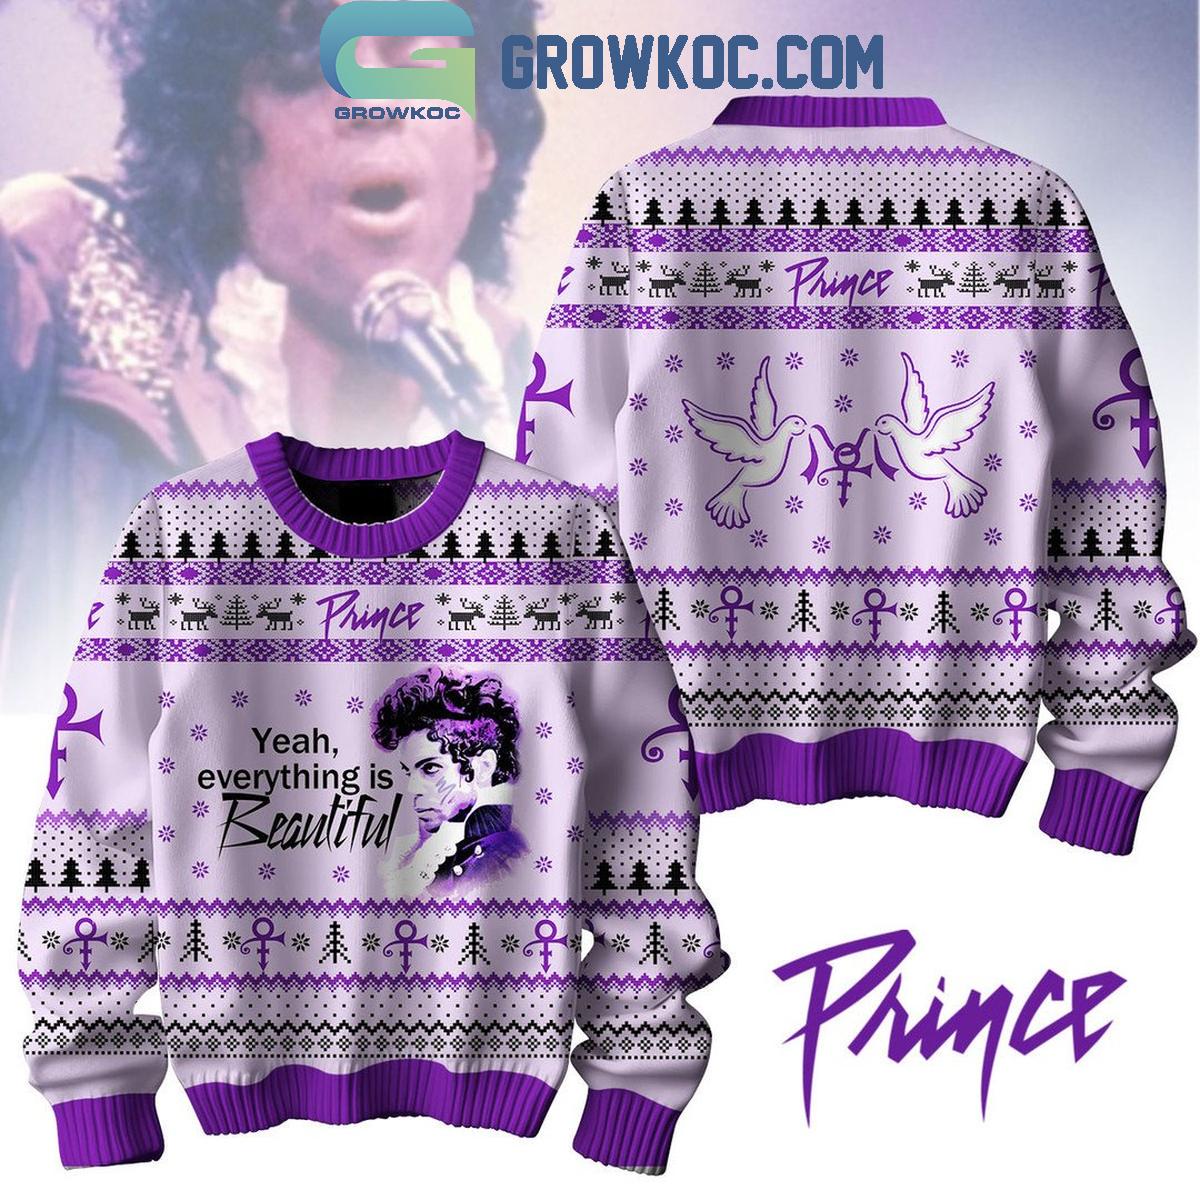 GROWKOC.COM
GROWKOC
Prince
Prince
Yeah,
everything is
Beautiful
Prince